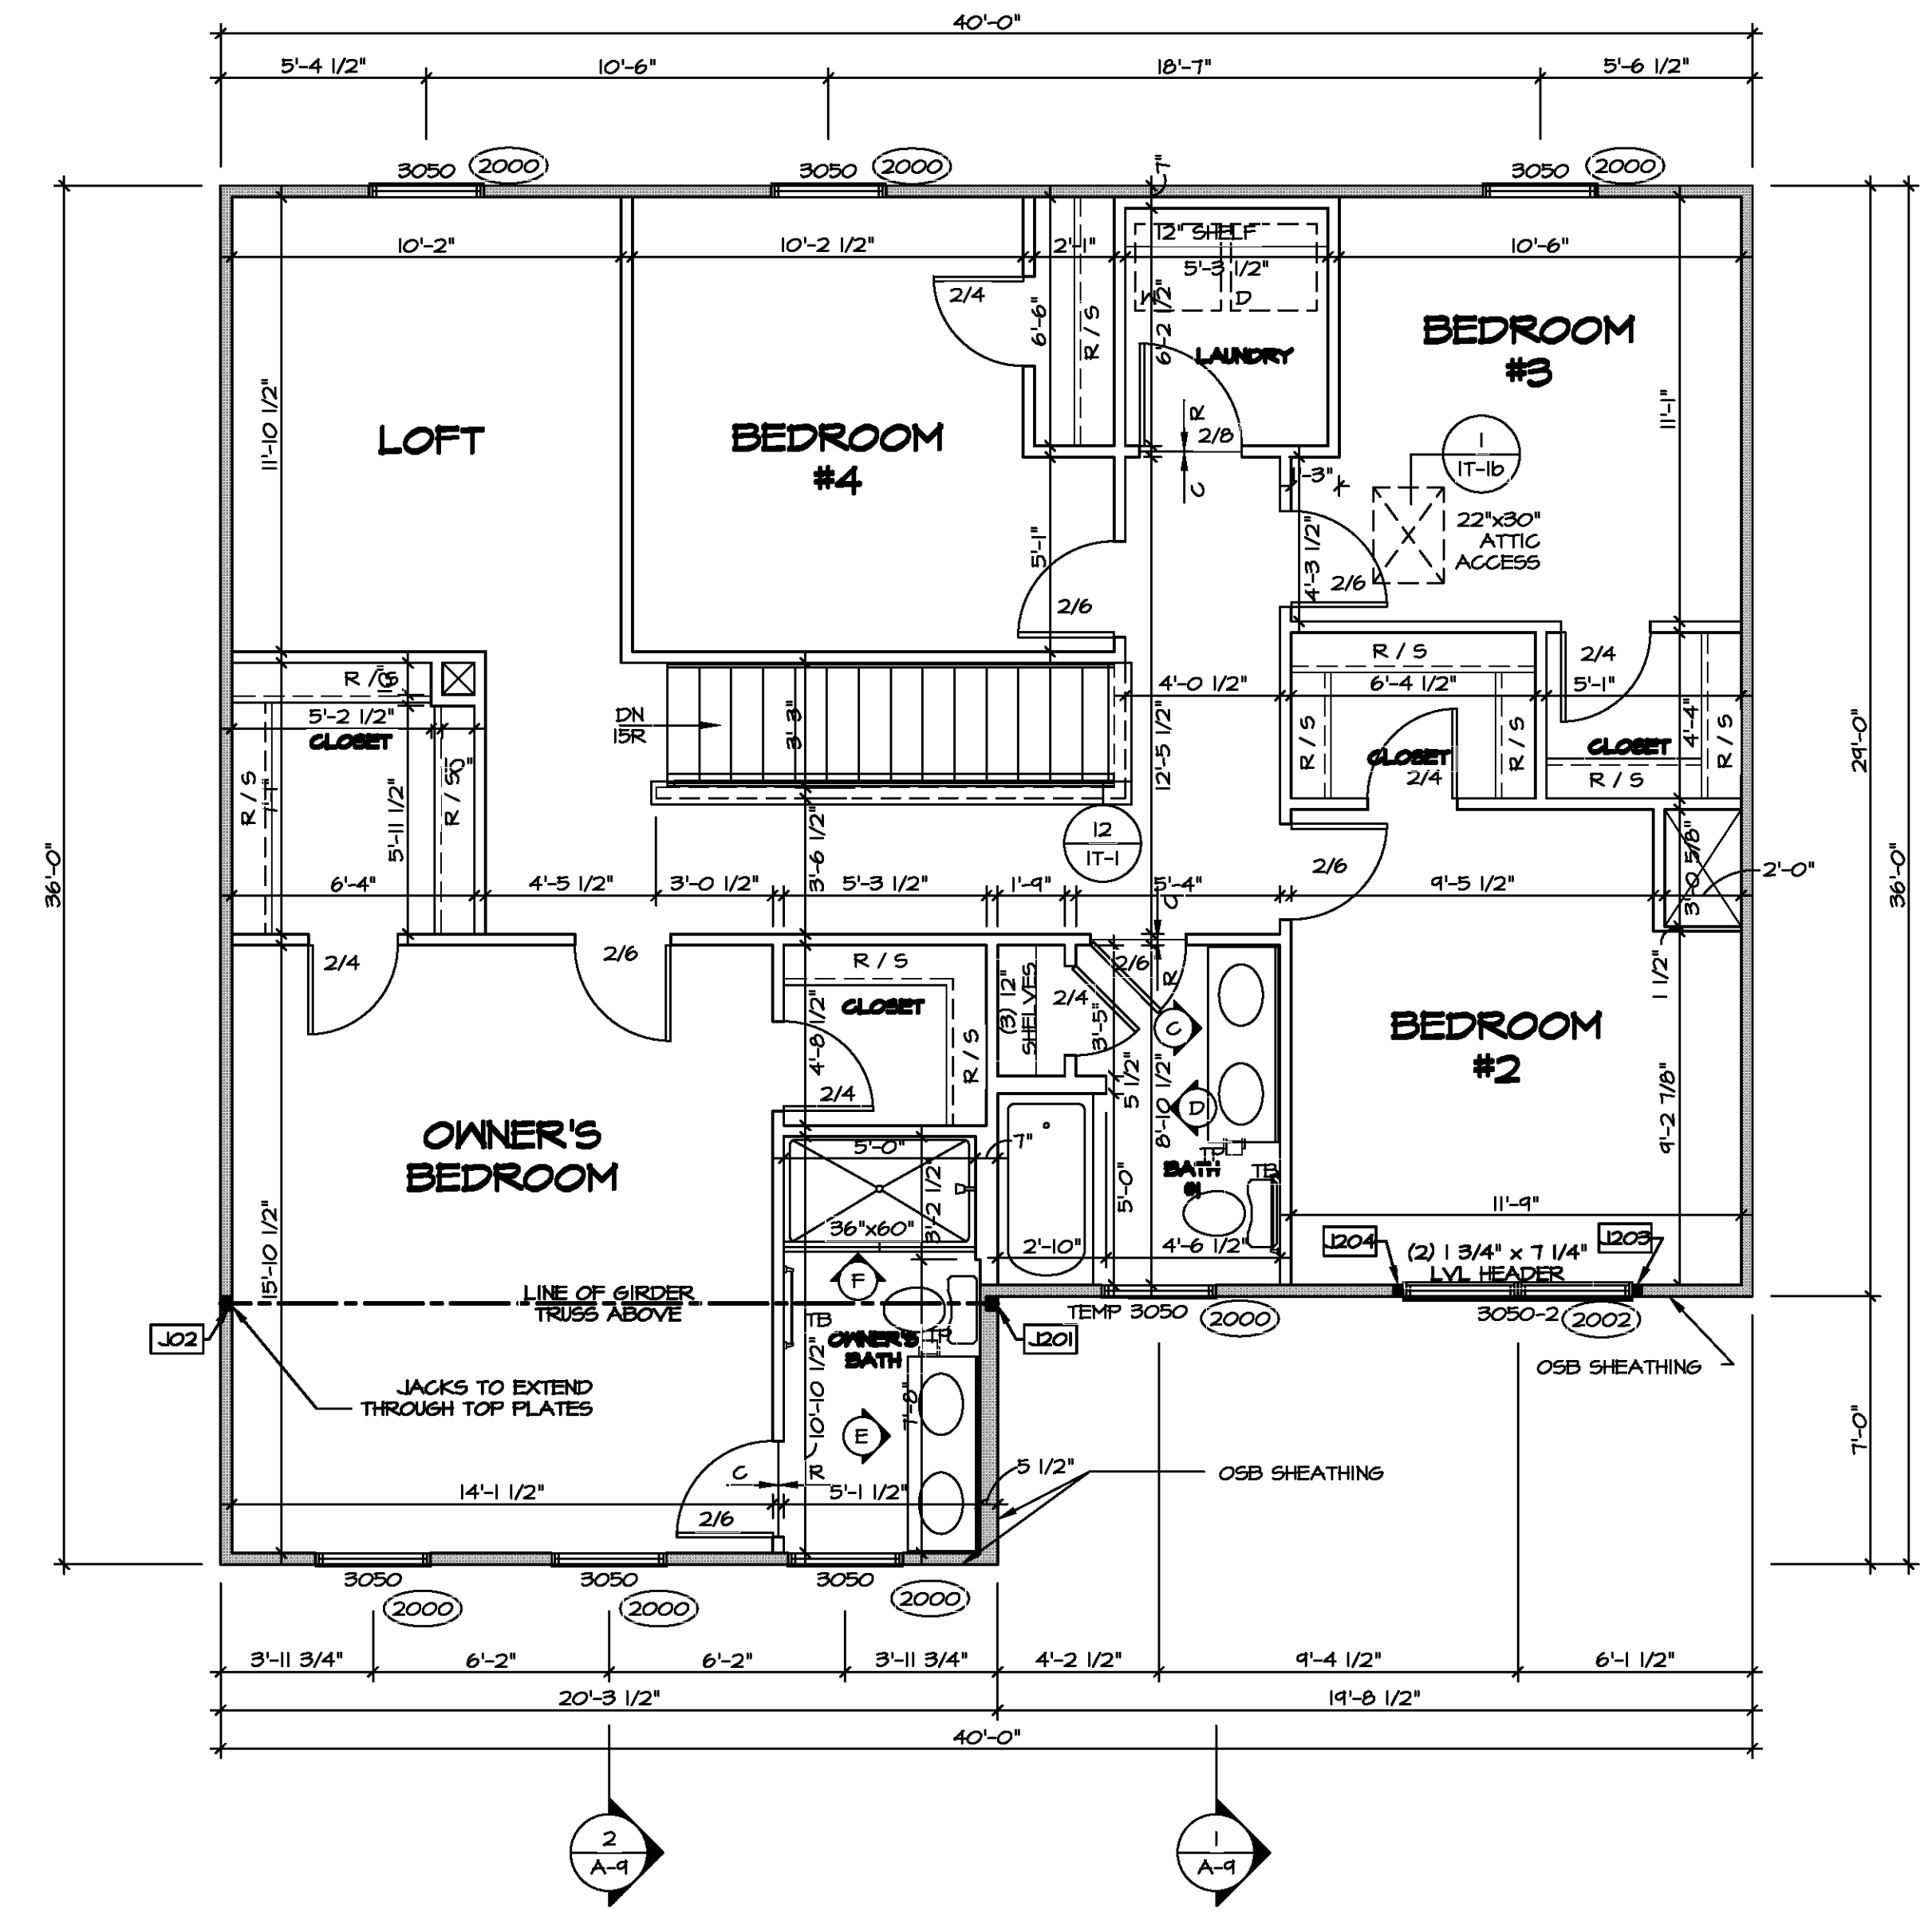 40'-0"
5'-4 1/2" 10'-6" 18'-7" 5'-6 1/2"
3050 2000 3050 2000 7" 3050 2000
12" SHELF
10'-2" 10'-2 1/2" 2'-1" 5'-3 1/2" 10'-6"
2/4 W D
6'-6" R / S 6'-2 1/2" LAUNDRY
BEDROOM
#3
11'-10 1/2" 11'-1"
LOFT
BEDROOM
#4
R 2/8
C
1'-3"
1
1T-1b
22"x30"
ATTIC
ACCESS
5'-1" 4'-3 1/2"
2/6 2/6
R / S R / S 2/4
5'-2 1/2" 4'-0 1/2" 6'-4 1/2" 5'-1"
CLOSET
DN
15R
3'-3" 12'-5 1/2"
R / S R / S 4'-4" R / S
CLOSET CLOSET
2/4 R / S
29'-0"
R / S R / S
5'-11 1/2" 3'-6 1/2"
12
1T-1
36'-0" 3'-0 5/8" 2'-0" 36'-0"
2/6
6'-4" 4'-5 1/2" 3'-0 1/2" 5'-3 1/2" 1'-9" 5'-4" 9'-5 1/2"
C
2/4 2/6 R / S 2/6 R
1 1/2"
CLOSET
(3) 12"
SHELVES
2/4
4'-8 1/2" R / S 3'-5" C
BEDROOM
#2
2/4 5 1/2" 8'-10 1/2" D 9'-2 7/8"
OWNER'S
BEDROOM
5'-0" 7" TP
BATH
#1
TB
3'-2 1/2" 5'-0"
36"x60"
11'-9"
2'-10" 4'-6 1/2"
J204 J203
(2) 1 3/4" x 7 1/4"
LVL HEADER
15'-10 1/2" F
LINE OF GIRDER
TRUSS ABOVE
TEMP 3050 2000 3050-2 2002
TB TP
OWNER'S
BATH
J02 J201
OSB SHEATHING
JACKS TO EXTEND
THROUGH TOP PLATES
10'-10 1/2" 7'-8"
E 7'-0"
C R 5 1/2" OSB SHEATHING
14'-1 1/2" 5'-1 1/2"
2/6
3050 3050 3050
2000 2000 2000
3'-11 3/4" 6'-2" 6'-2" 3'-11 3/4" 4'-2 1/2" 9'-4 1/2" 6'-1 1/2"
20'-3 1/2" 19'-8 1/2"
40'-0"
2
A-9
1
A-9